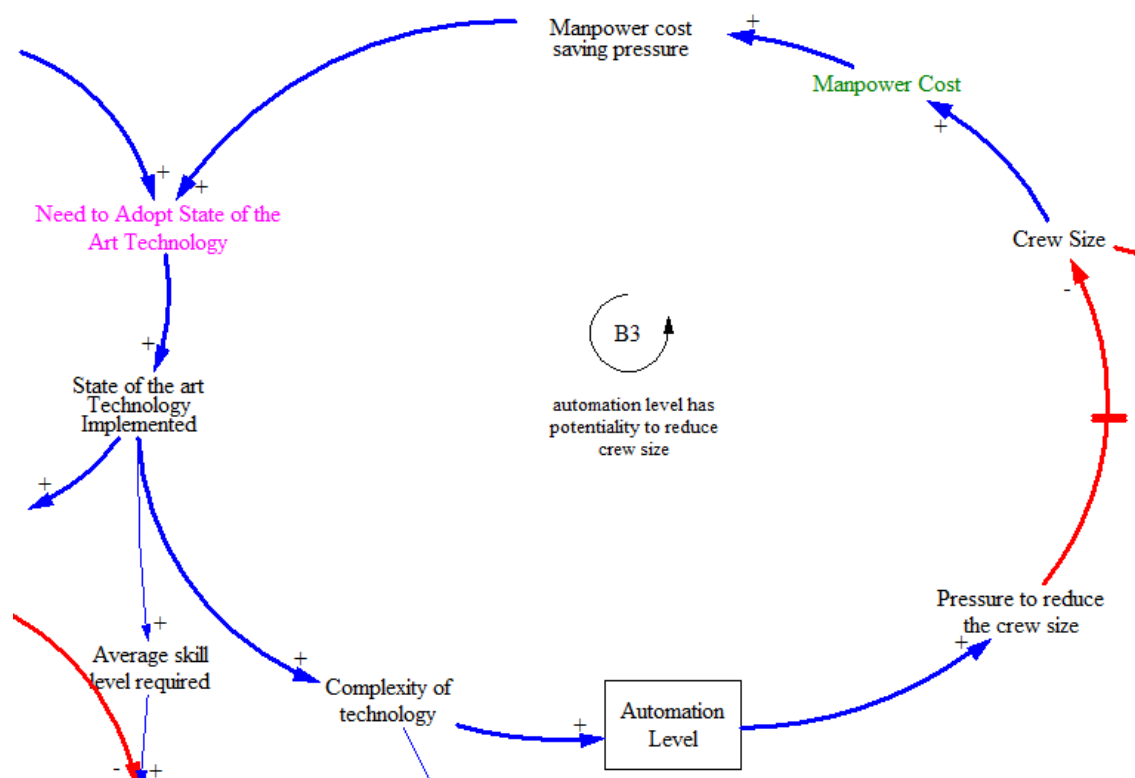 Manpower cost
saving pressure
Manpower Cost
Need to Adopt State of the
Art Technology
Crew Size
B3
automation level has
potentiality to reduce
crew size
State of the art
Technology
Implemented
Pressure to reduce
the crew size
Average skill
level required
Complexity of
technology
Automation
Level
+
+
+
+
+
-
+
+
+
+
+
+
-
+